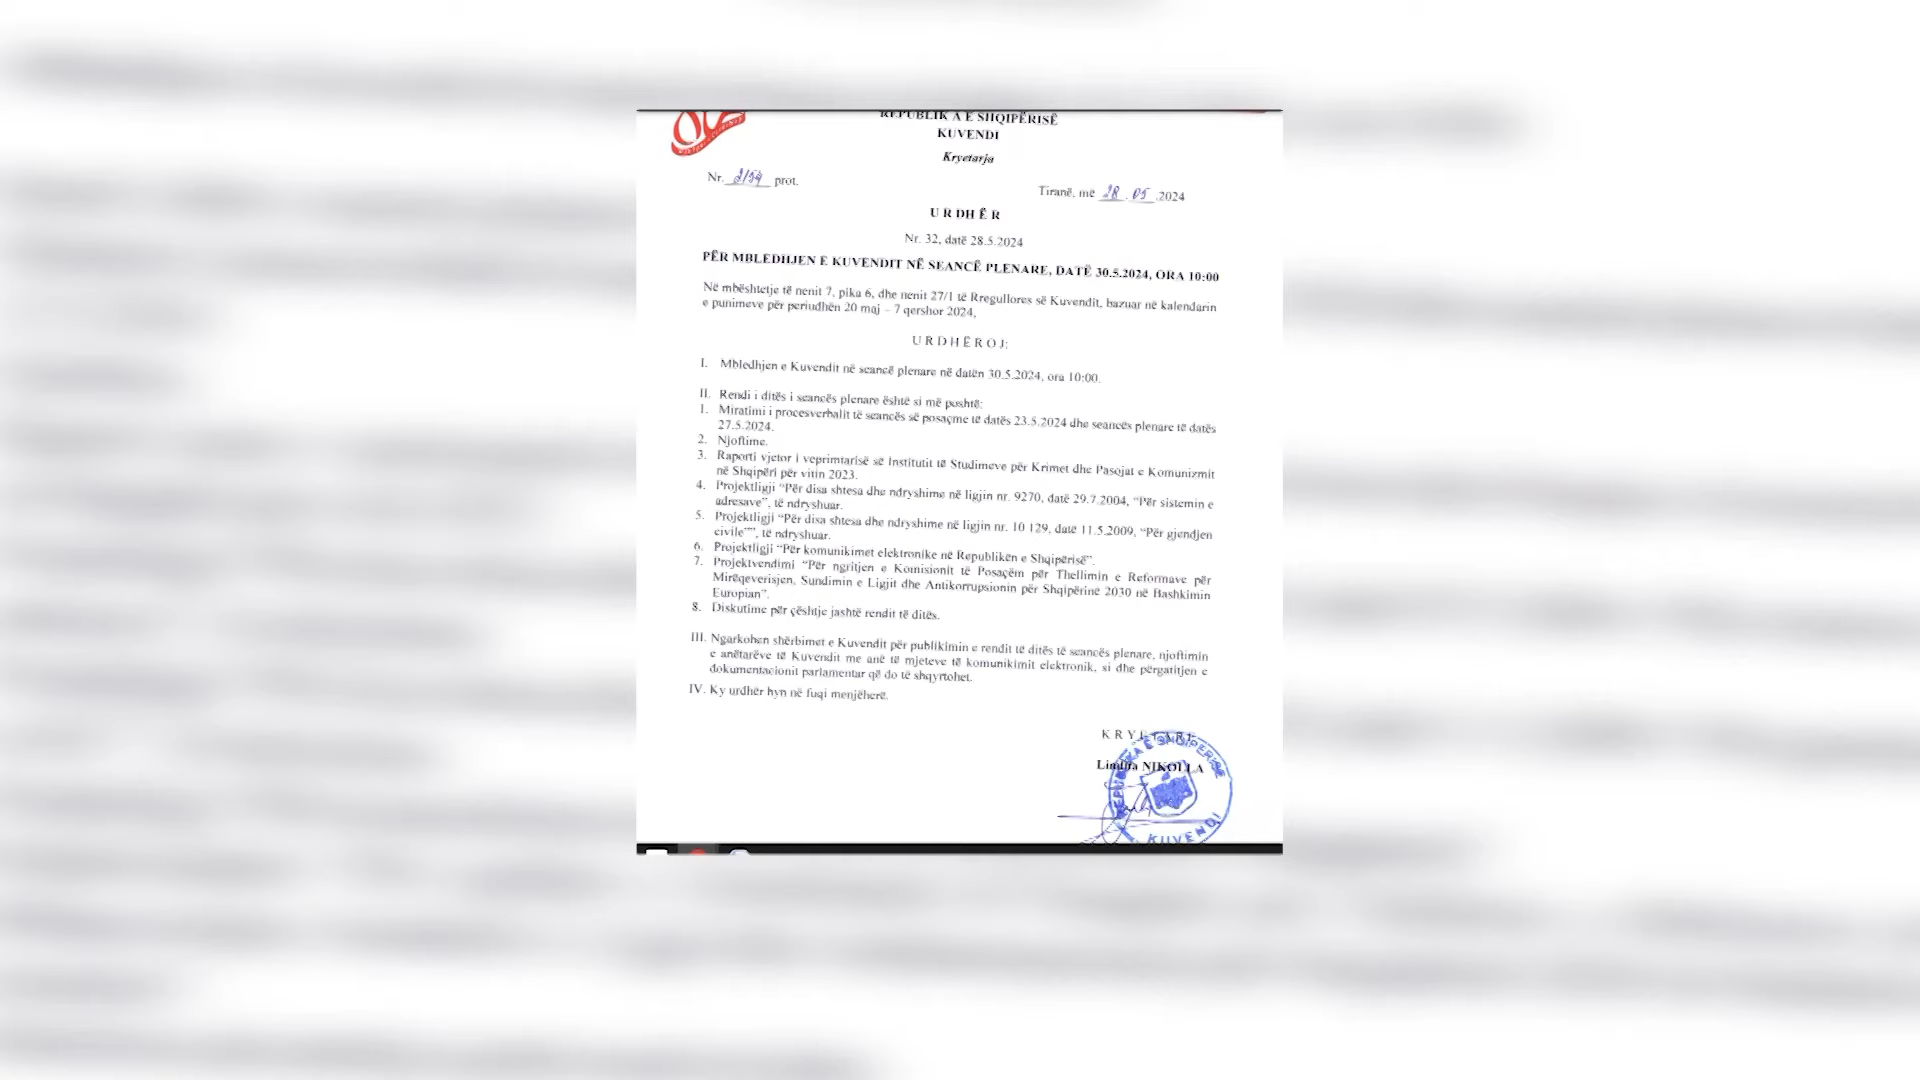 REPUBLIKA E SHQIPËRISË
KUVENDI
Kryetarja
Nr. 2154 prot.
Tiranë, më 28.05.2024
URDHËR
Nr. 32, datë 28.5.2024
PËR MBLEDHJEN E KUVENDIT NË SEANCË PLENARE, DATË 30.5.2024, ORA 10:00
Në mbështetje të nenit 7, pika 6, dhe nenit 27/1 të Rregullores së Kuvendit, bazuar në kalendarin
e punimeve për periudhën 20 maj – 7 qershor 2024,
URDHËROJ:
I. Mbledhjen e Kuvendit në seancë plenare në datën 30.5.2024, ora 10:00.
II. Rendi i ditës i seancës plenare është si më poshtë:
1. Miratimi i procesverbalit të seancës së posaçme të datës 23.5.2024 dhe seancës plenare të datës
27.5.2024.
2. Njoftime.
3. Raporti vjetor i veprimtarisë së Institutit të Studimeve për Krimet dhe Pasojat e Komunizmit
në Shqipëri për vitin 2023.
4. Projektligji “Për disa shtesa dhe ndryshime në ligjin nr. 9270, datë 29.7.2004, “Për sistemin e
adresave”, të ndryshuar.
5. Projektligji “Për disa shtesa dhe ndryshime në ligjin nr. 10 129, datë 11.5.2009, “Për gjendjen
civile””, të ndryshuar.
6. Projektligji “Për komunikimet elektronike në Republikën e Shqipërisë”.
7. Projektvendimi “Për ngritjen e Komisionit të Posaçëm për Thellimin e Reformave për
Mirëqeverisjen, Sundimin e Ligjit dhe Antikorrupsionin për Shqipërinë 2030 në Bashkimin
Europian”.
8. Diskutime për çështje jashtë rendit të ditës.
III. Ngarkohen shërbimet e Kuvendit për publikimin e rendit të ditës të seancës plenare, njoftimin
e anëtarëve të Kuvendit me anë të mjeteve të komunikimit elektronik, si dhe përgatitjen e
dokumentacionit parlamentar që do të shqyrtohet.
IV. Ky urdhër hyn në fuqi menjëherë.
KRYETARE
Lindita NIKOLLA
REPUBLIKA E SHQIPËRISË
KUVENDI